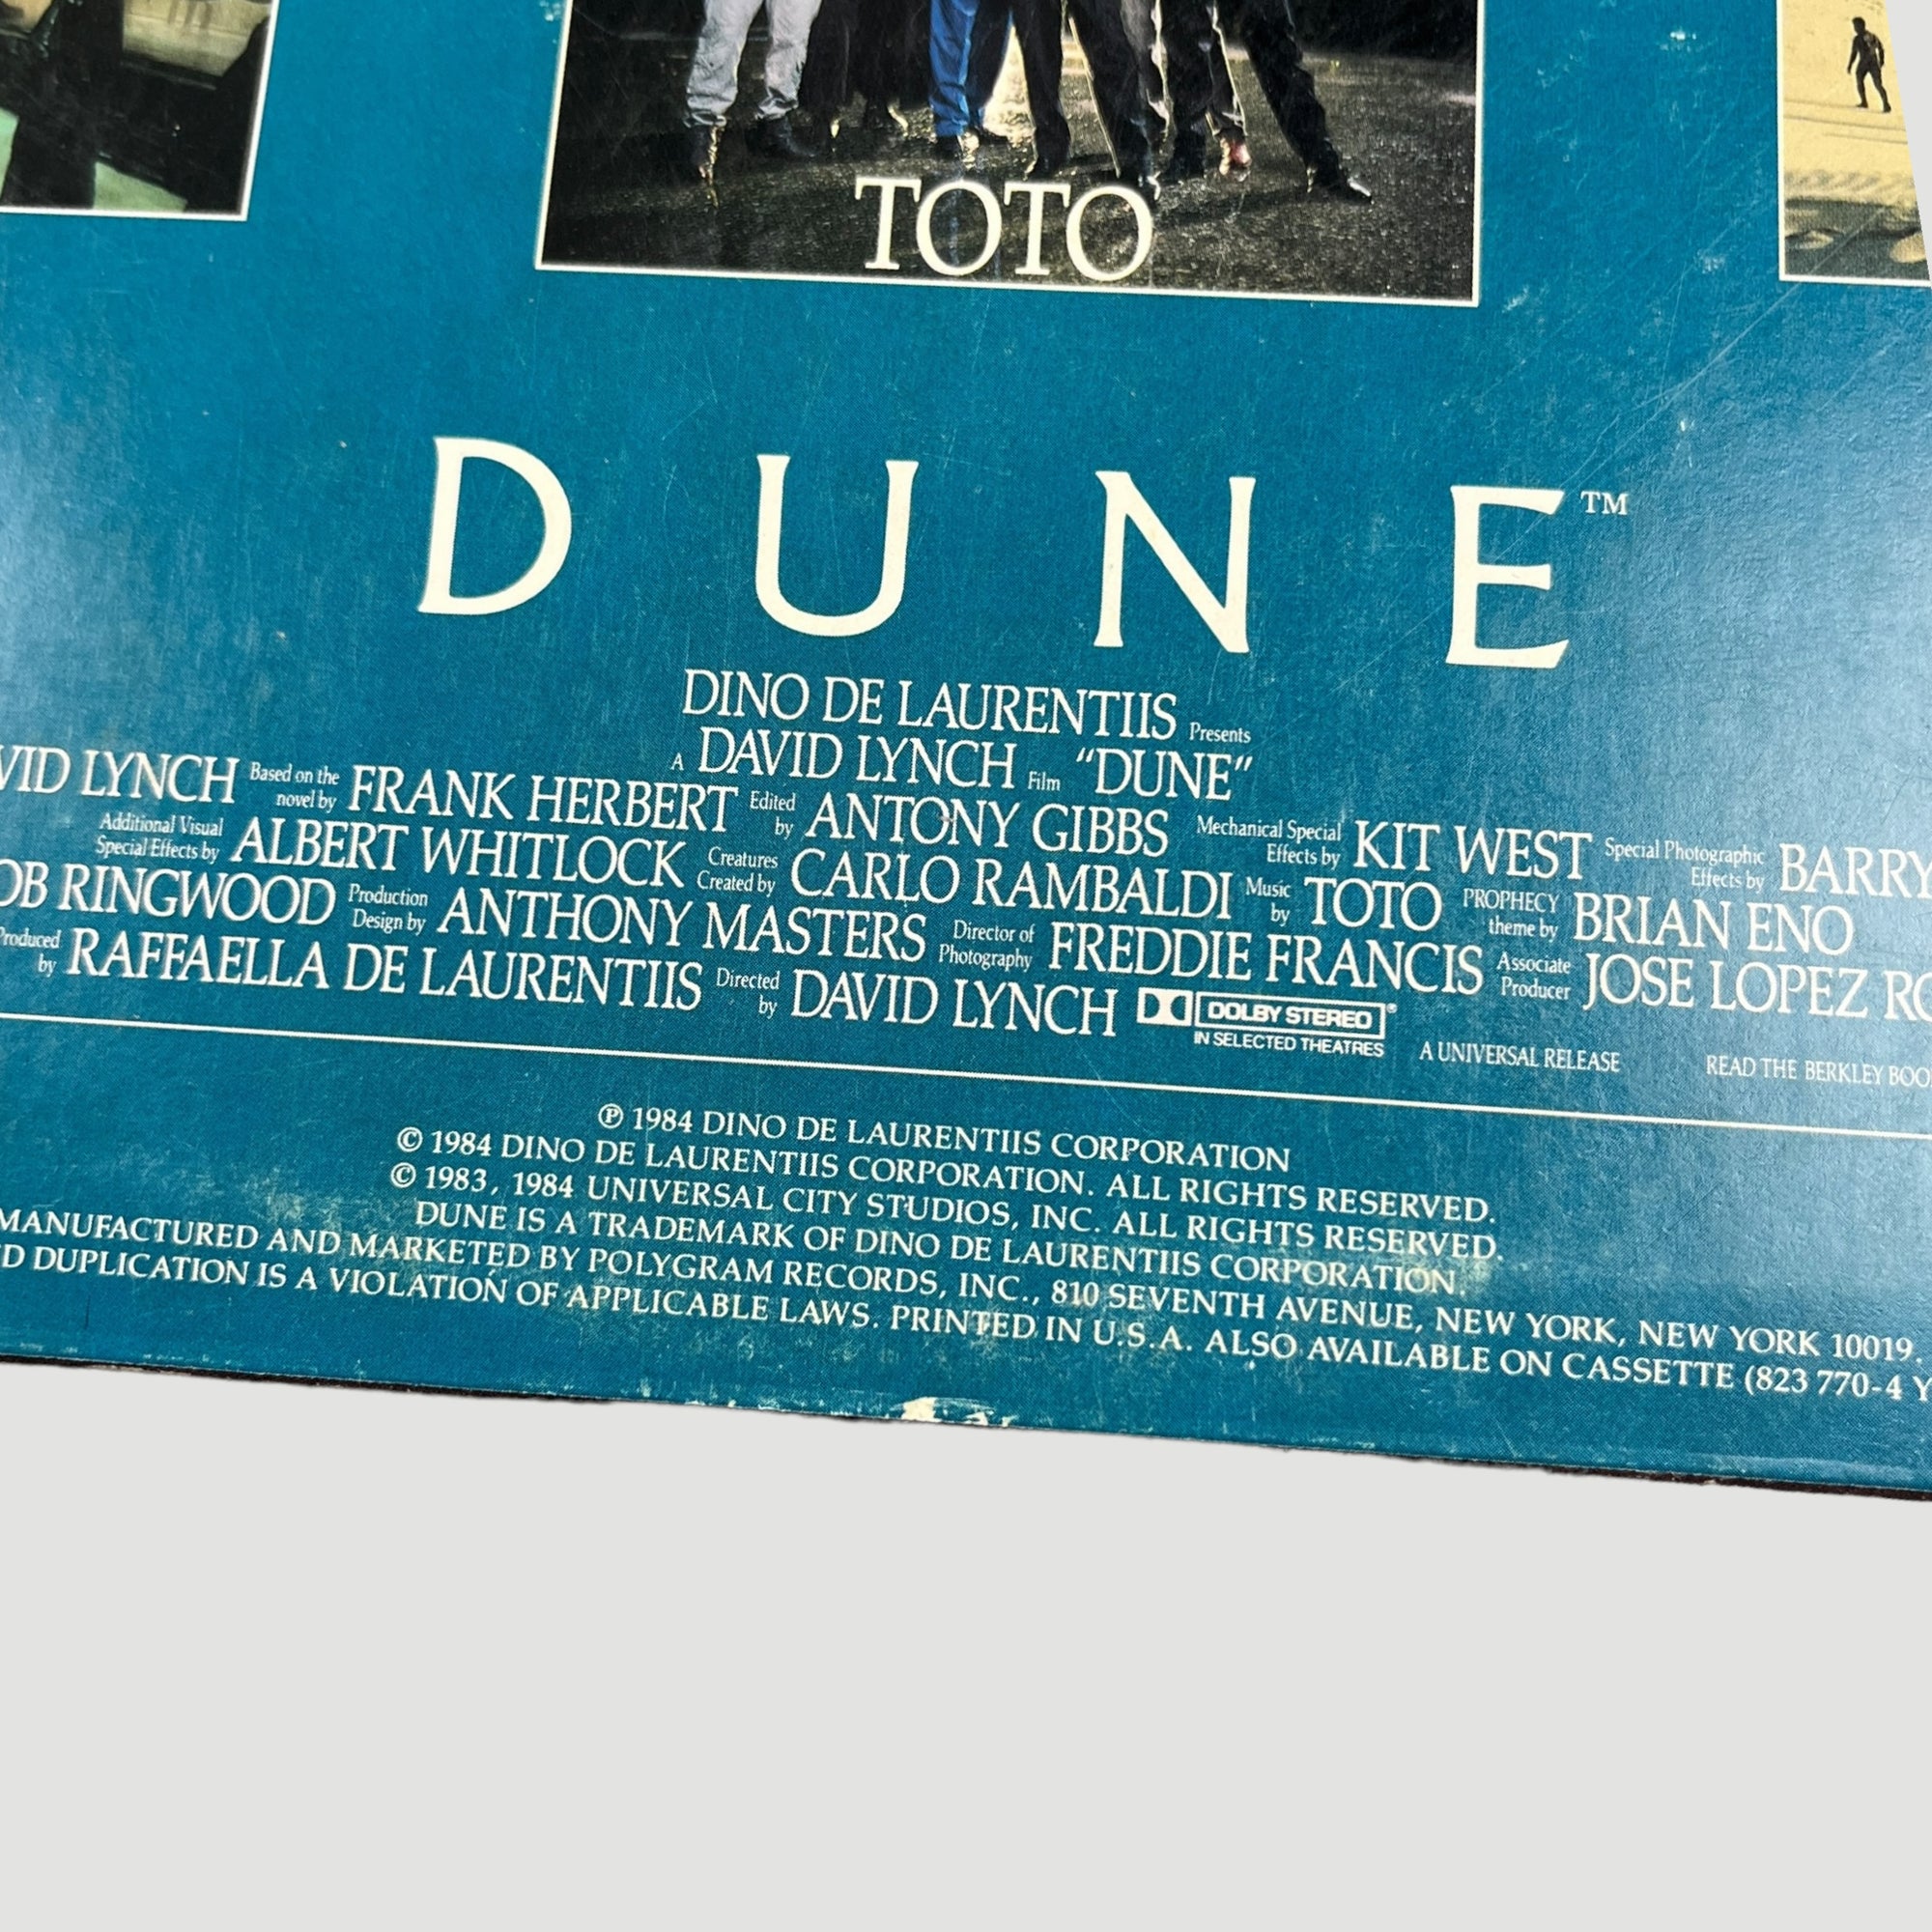 TOTO
DUNE™
DINO DE LAURENTIIS Presents
A DAVID LYNCH Film "DUNE"
VID LYNCH Based on the novel by FRANK HERBERT Edited by ANTONY GIBBS Mechanical Special Effects by KIT WEST Special Photographic Effects by BARRY
Additional Visual Special Effects by ALBERT WHITLOCK Creatures Created by CARLO RAMBALDI Music by TOTO PROPHECY theme by BRIAN ENO
OB RINGWOOD Production Design by ANTHONY MASTERS Director of Photography FREDDIE FRANCIS Associate Producer JOSE LOPEZ RO
Produced by RAFFAELLA DE LAURENTIIS Directed by DAVID LYNCH DOLBY STEREO® IN SELECTED THEATRES A UNIVERSAL RELEASE READ THE BERKLEY BOO
℗ 1984 DINO DE LAURENTIIS CORPORATION
© 1984 DINO DE LAURENTIIS CORPORATION. ALL RIGHTS RESERVED.
© 1983, 1984 UNIVERSAL CITY STUDIOS, INC. ALL RIGHTS RESERVED.
DUNE IS A TRADEMARK OF DINO DE LAURENTIIS CORPORATION.
MANUFACTURED AND MARKETED BY POLYGRAM RECORDS, INC., 810 SEVENTH AVENUE, NEW YORK, NEW YORK 10019.
D DUPLICATION IS A VIOLATION OF APPLICABLE LAWS. PRINTED IN U.S.A. ALSO AVAILABLE ON CASSETTE (823 770-4 Y